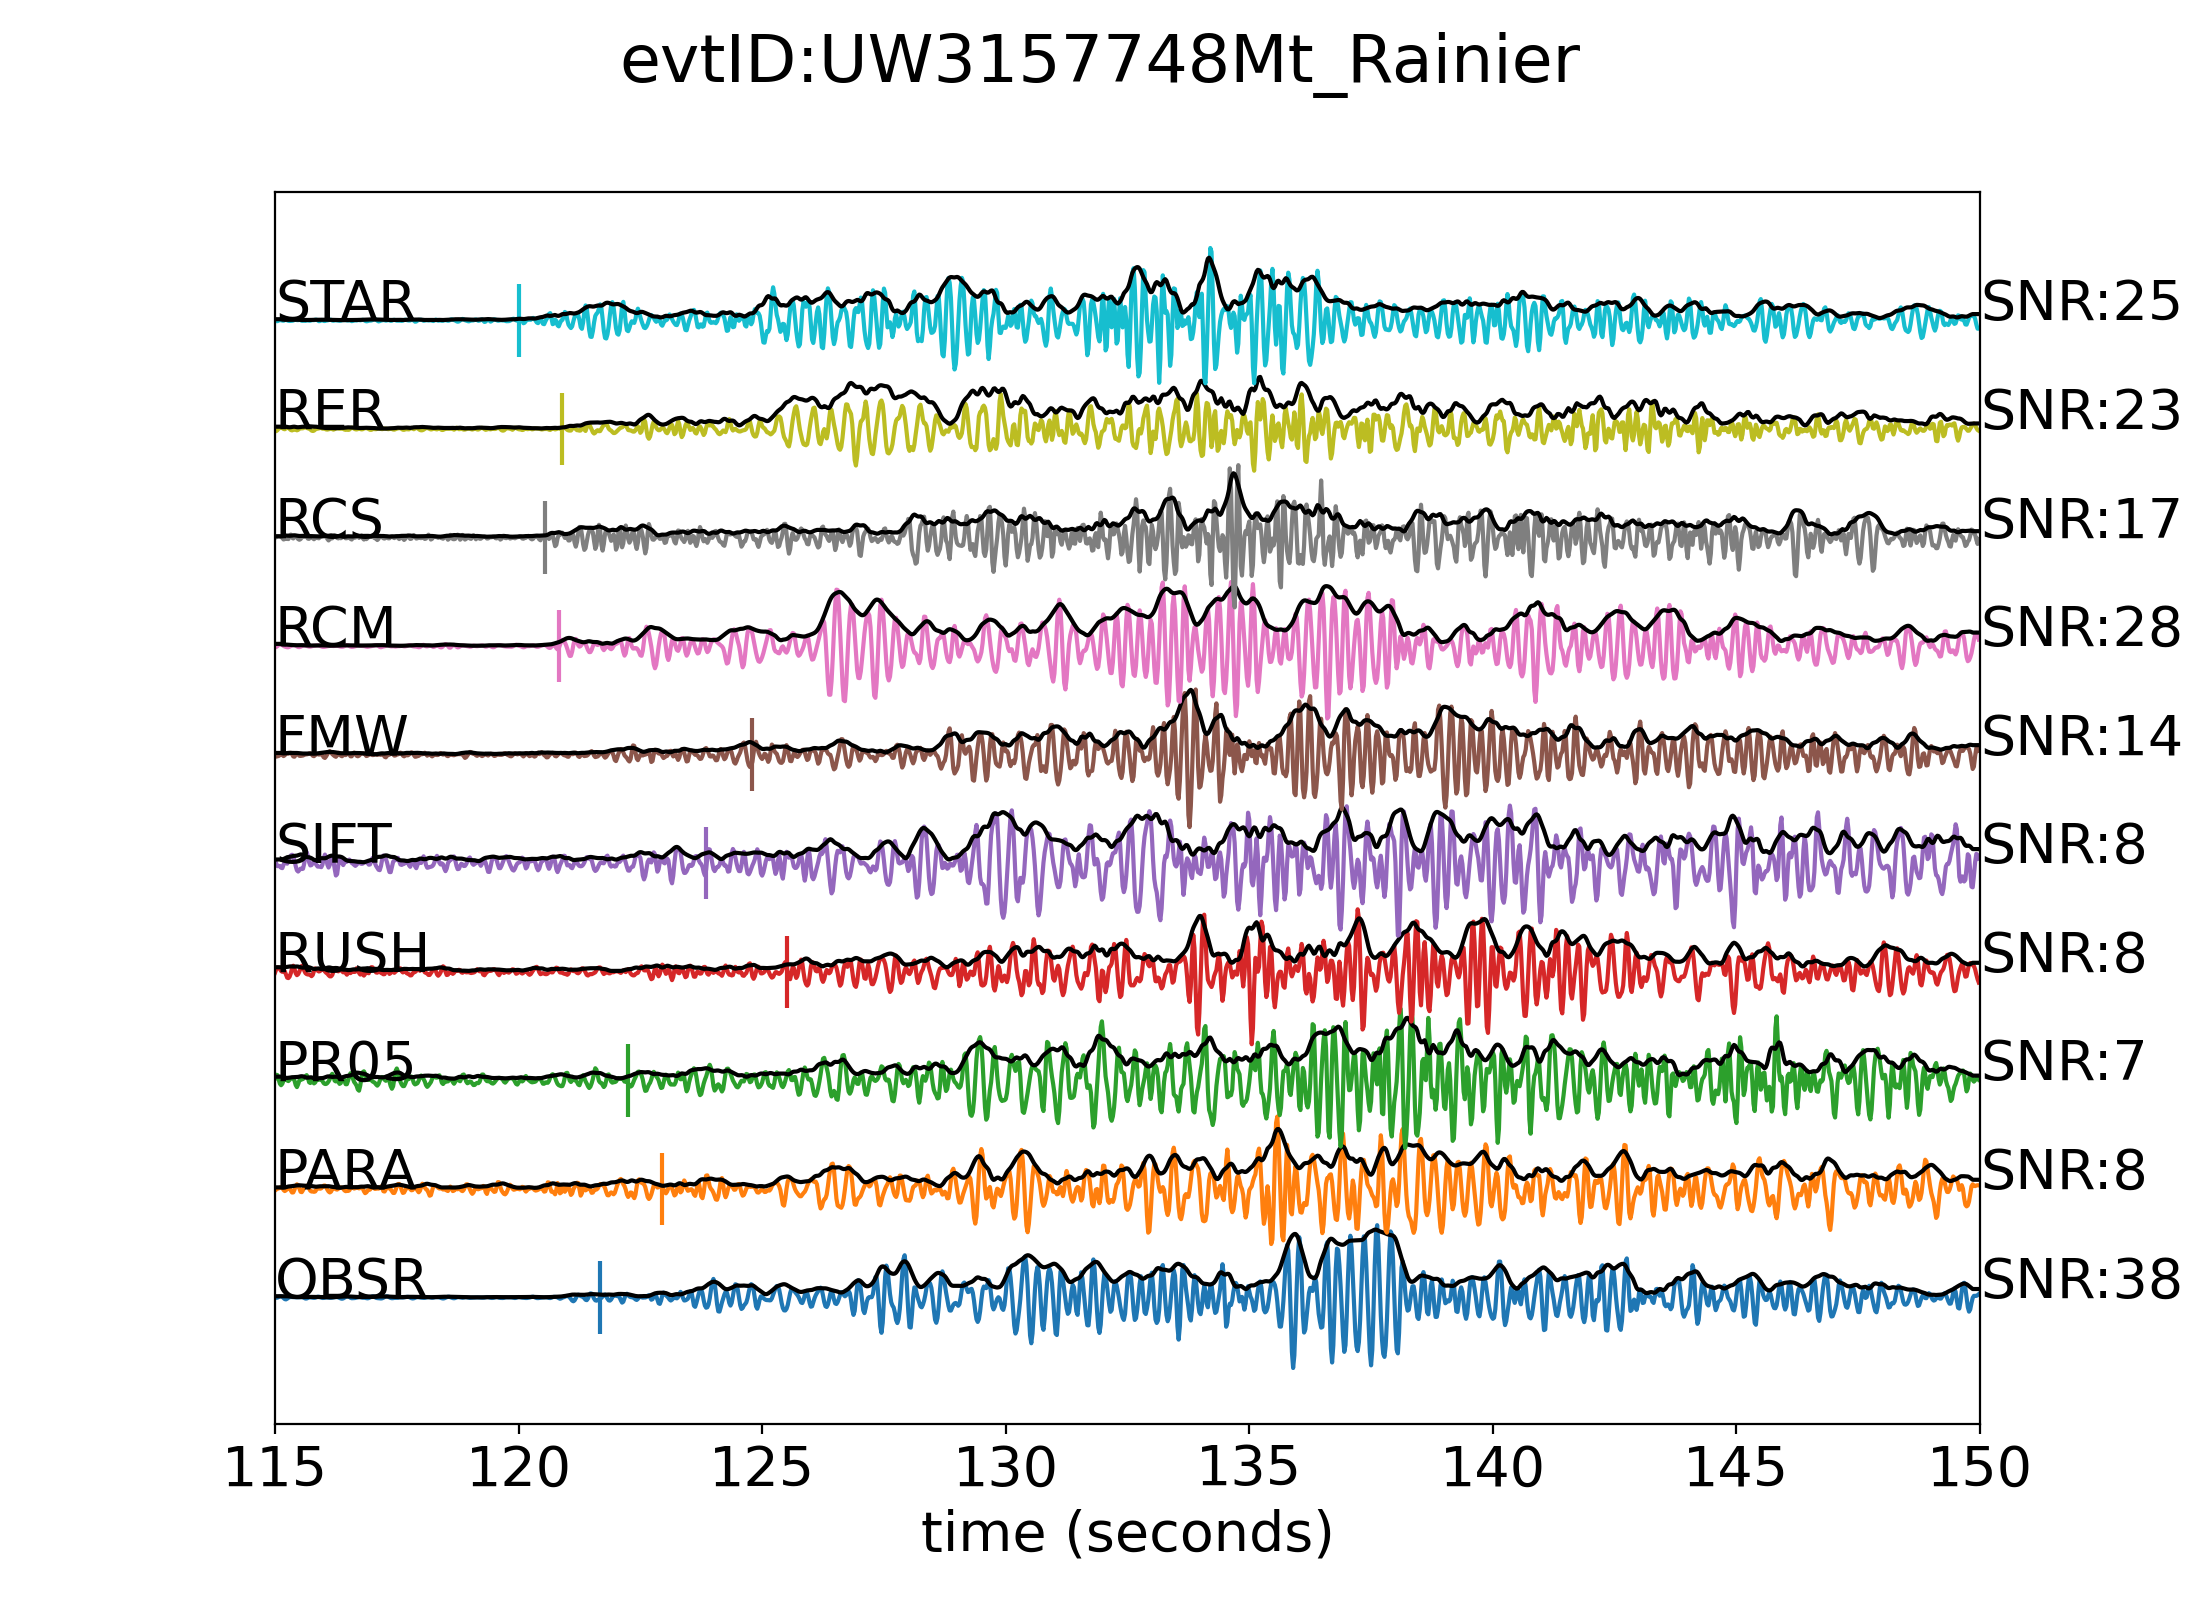 evtID:UW3157748Mt_Rainier
STAR SNR:25
RER SNR:23
RCS SNR:17
RCM SNR:28
FMW SNR:14
SIFT SNR:8
RUSH SNR:8
PR05 SNR:7
PARA SNR:8
OBSR SNR:38
115 120 125 130 135 140 145 150
time (seconds)